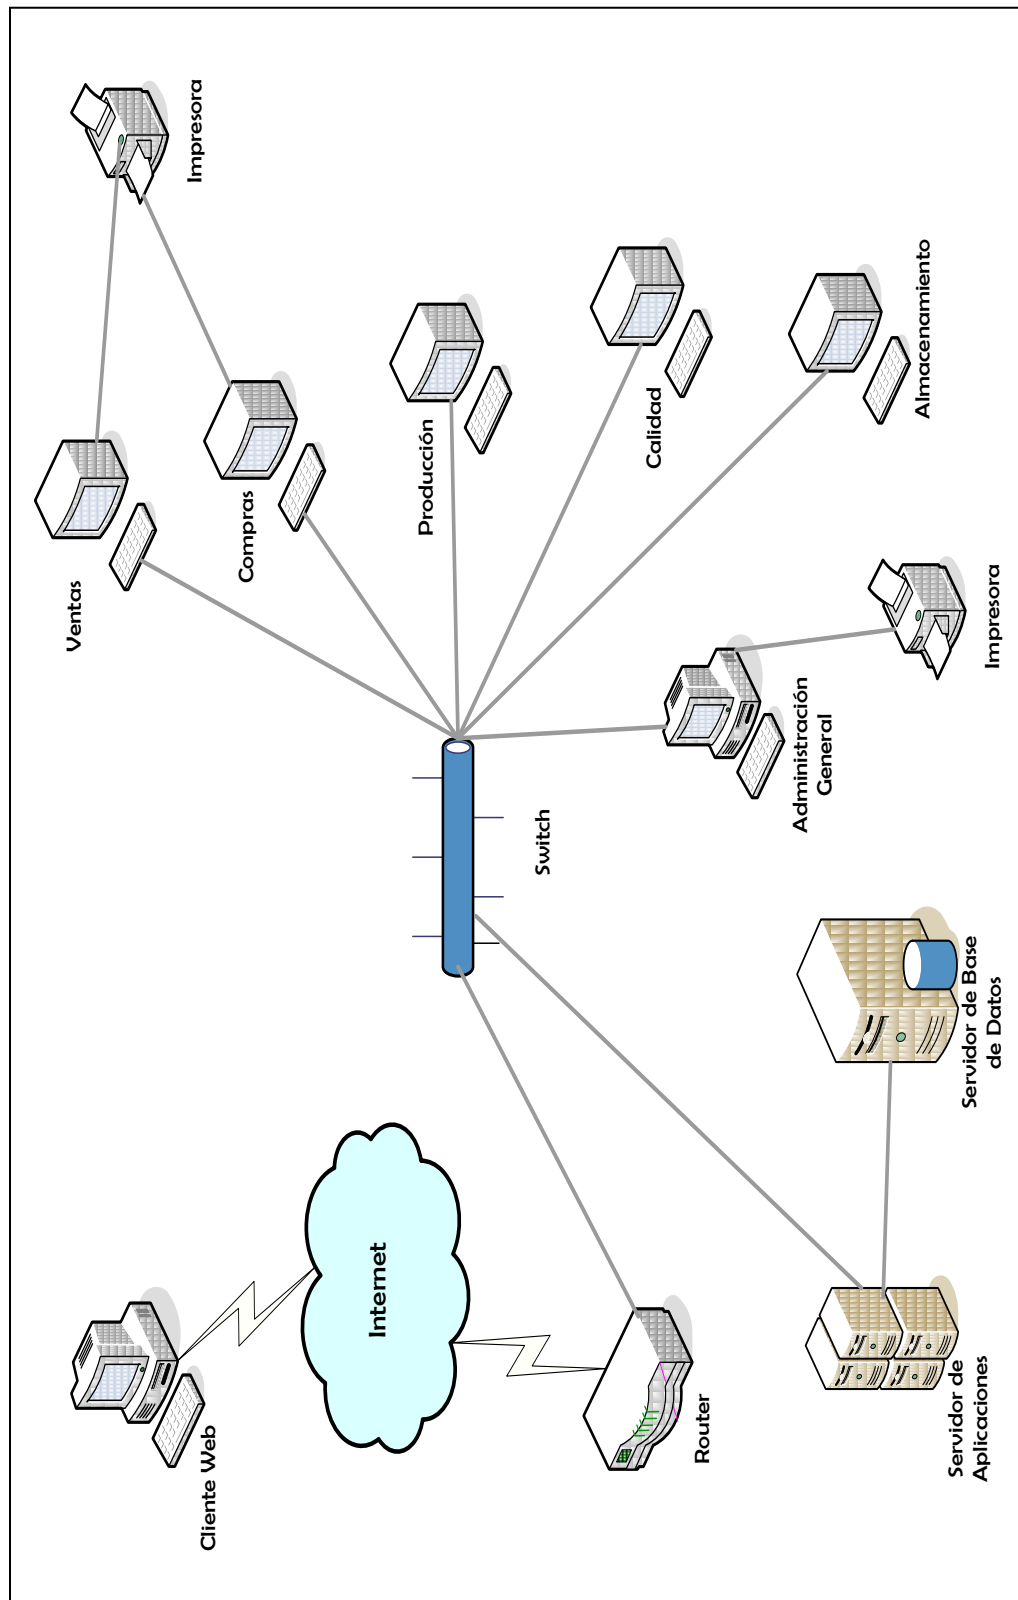 Cliente Web
Internet
Router
Servidor de
Aplicaciones
Servidor de Base
de Datos
Switch
Administración
General
Impresora
Ventas
Compras
Producción
Calidad
Almacenamiento
Impresora